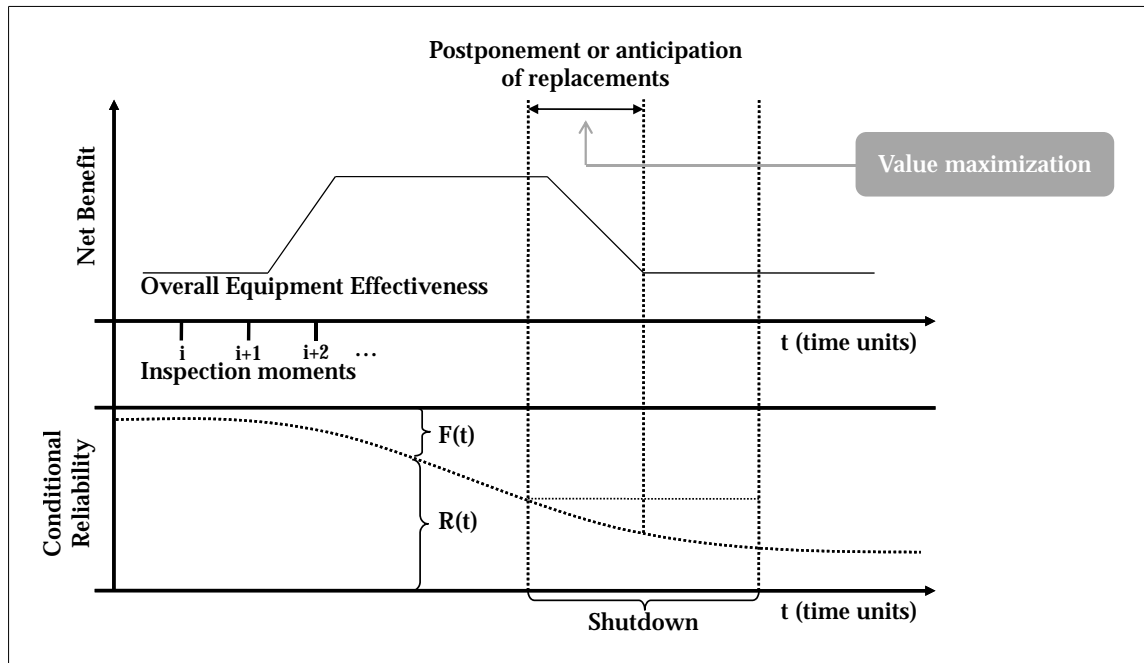 Postponement or anticipation
of replacements
Value maximization
Net Benefit
Overall Equipment Effectiveness
t (time units)
i i+1 i+2 ...
Inspection moments
Conditional
Reliability
F(t)
R(t)
t (time units)
Shutdown